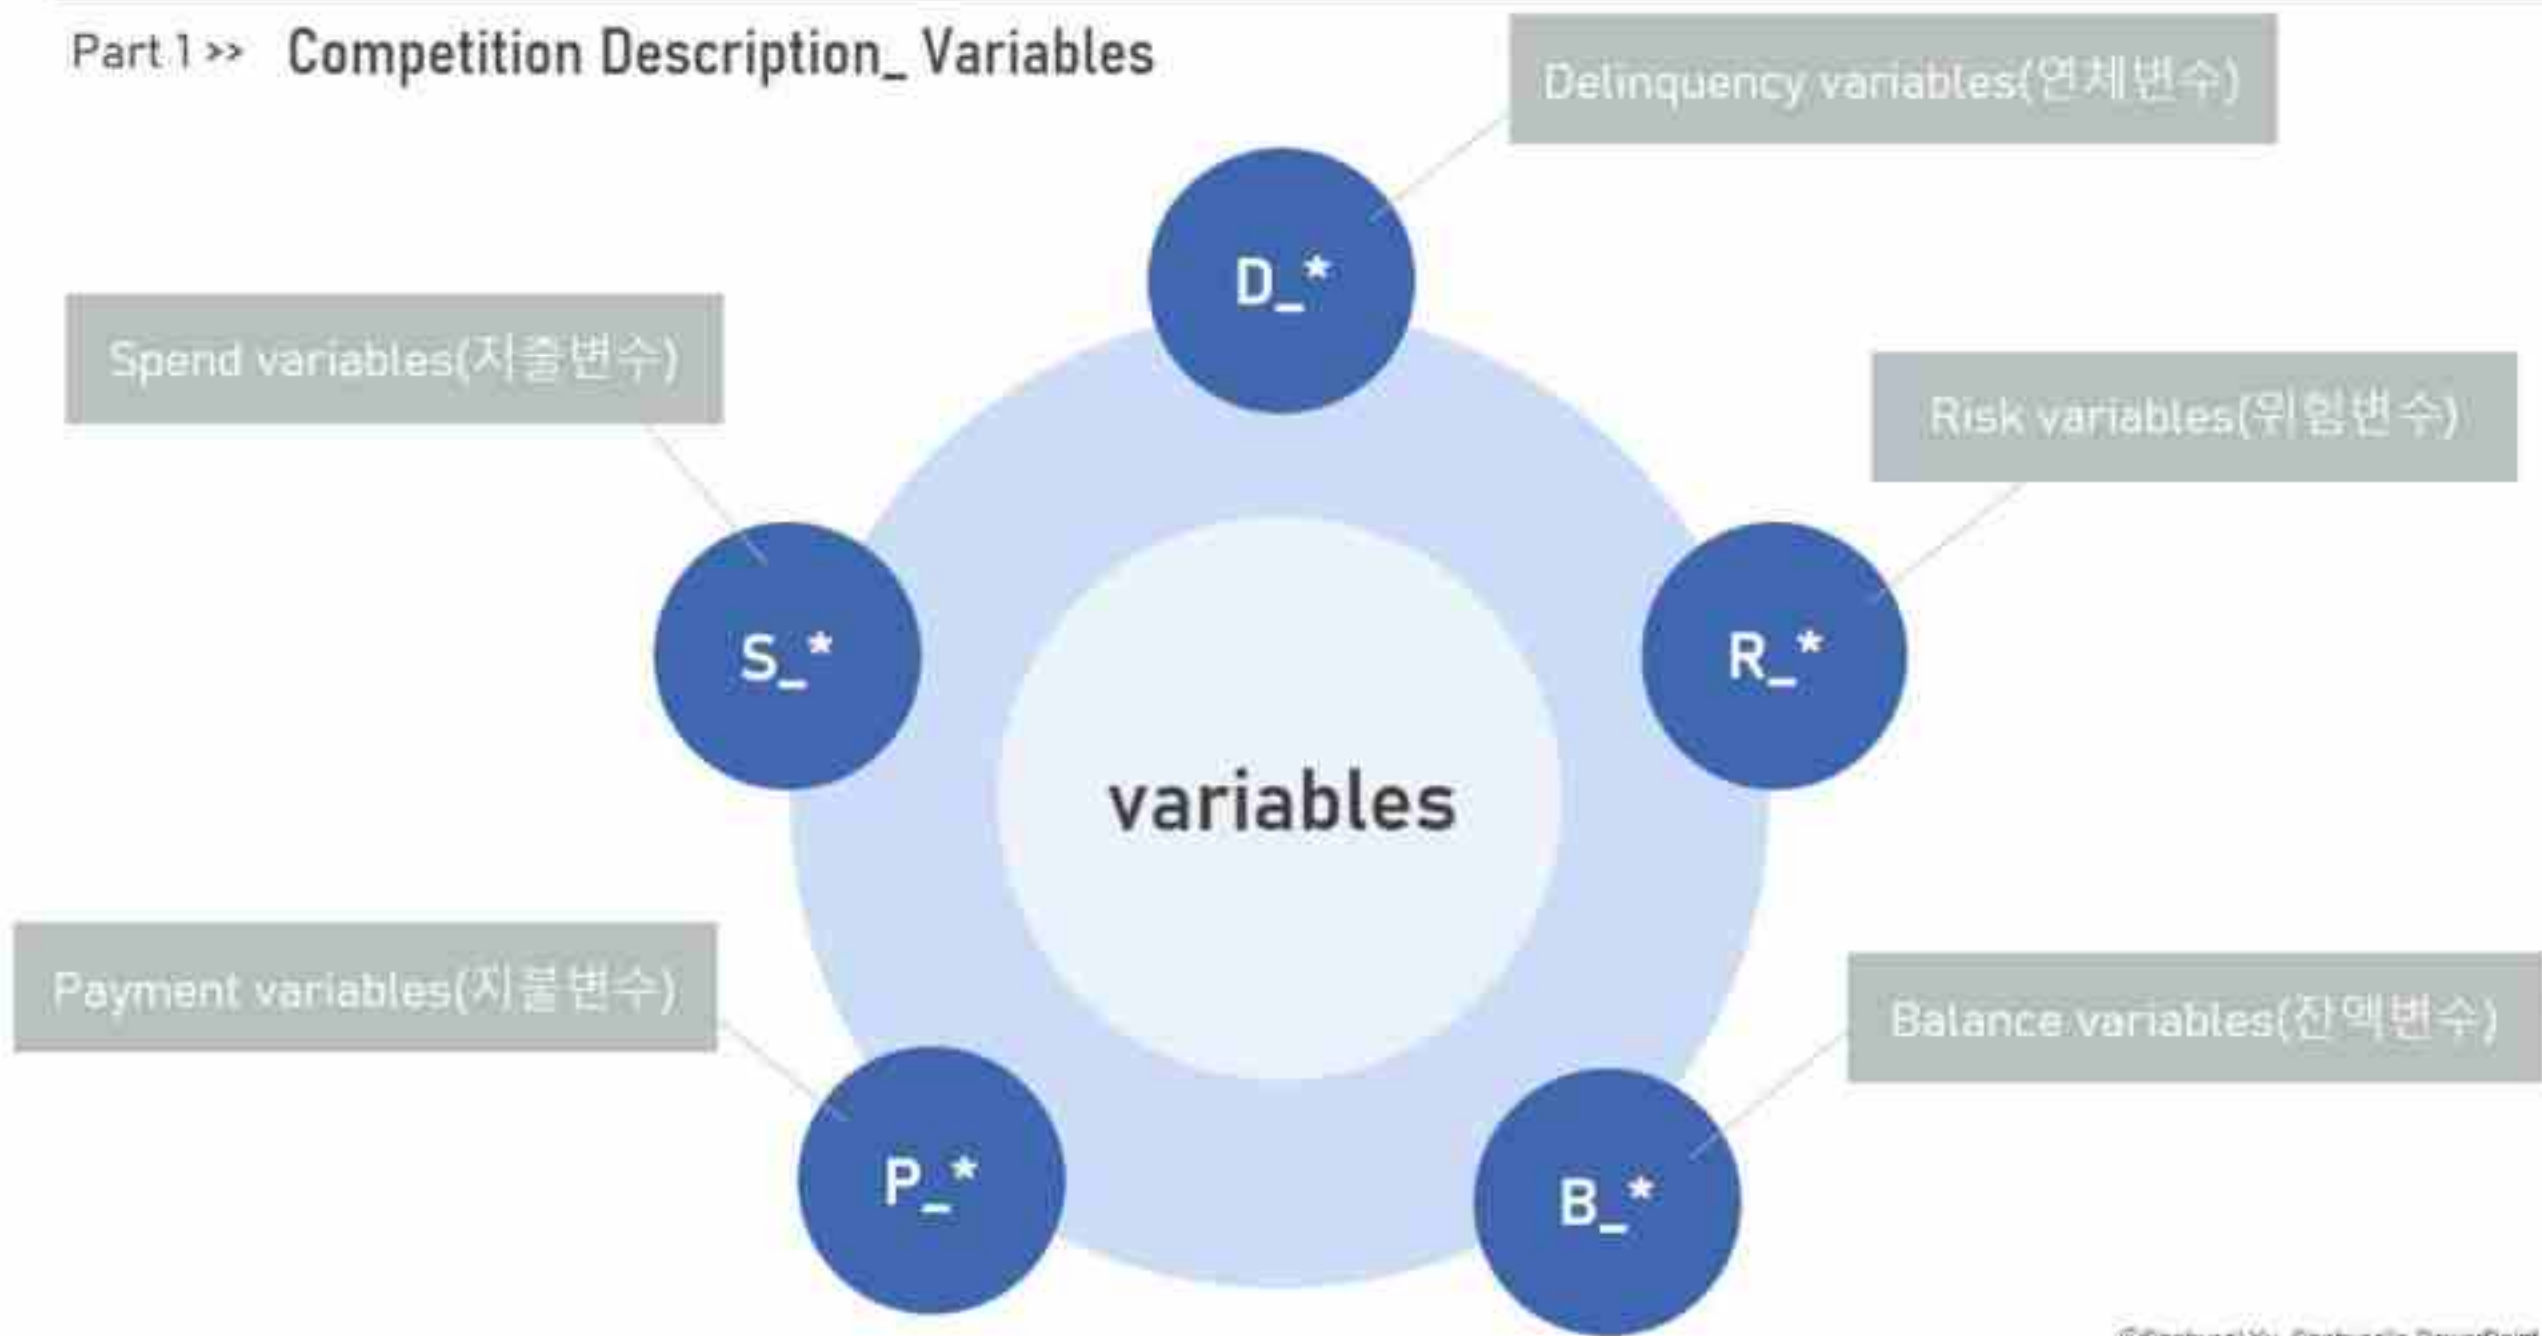 Part 1 >> Competition Description_ Variables
Delinquency variables(연체변수)
D_*
Spend variables(지출변수)
Risk variables(위험변수)
S_*
R_*
variables
Payment variables(지불변수)
Balance variables(잔액변수)
P_*
B_*